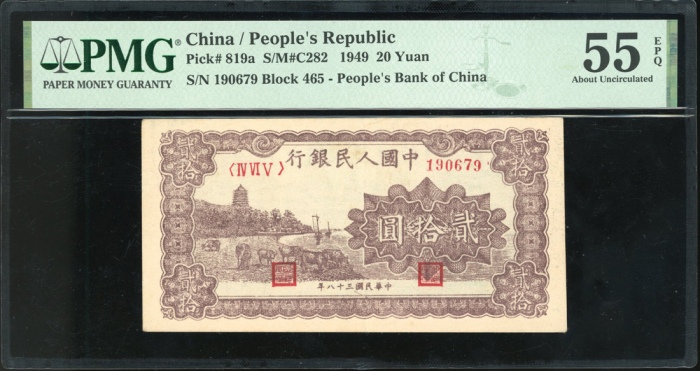 PMG®
PAPER MONEY GUARANTY
China / People's Republic
Pick# 819a S/M#C282 1949 20 Yuan
S/N 190679 Block 465 - People's Bank of China
55 EPQ
About Uncirculated
行銀民人國中
〈Ⅳ Ⅵ Ⅴ〉
190679
圓拾貳
年八十三國民華中
貳拾
貳拾
貳拾
貳拾